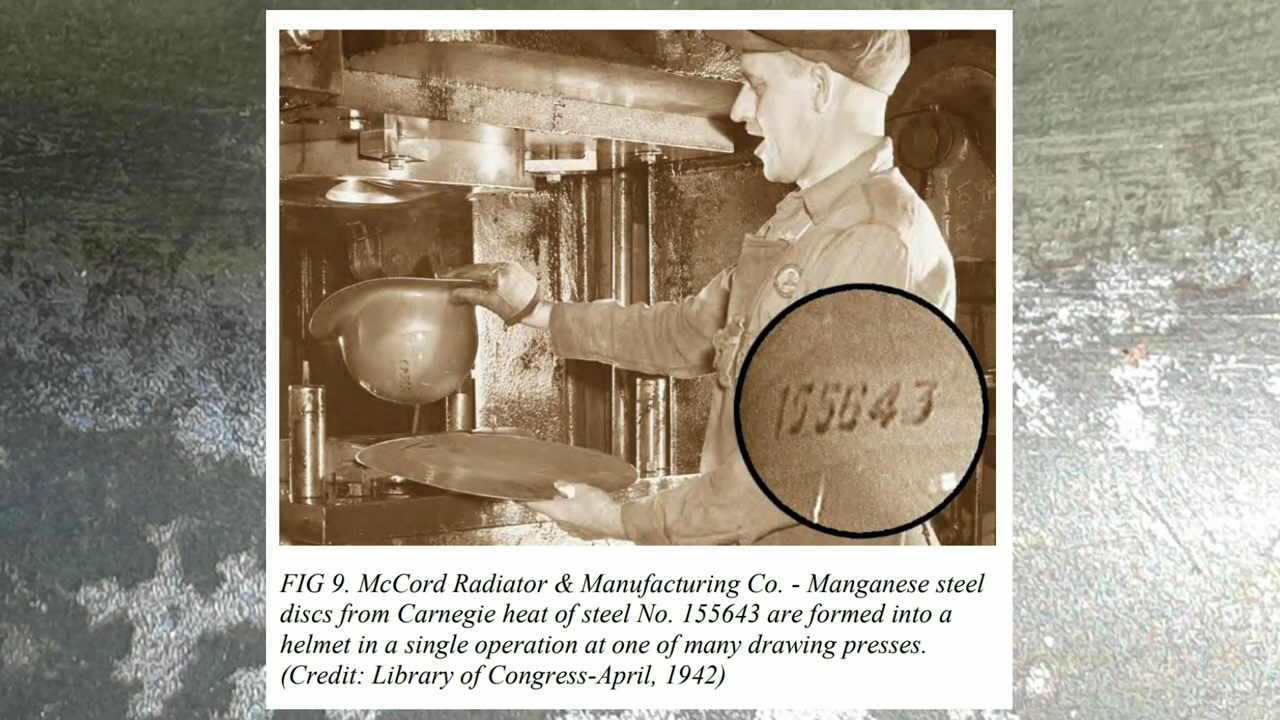 155643
FIG 9. McCord Radiator & Manufacturing Co. - Manganese steel
discs from Carnegie heat of steel No. 155643 are formed into a
helmet in a single operation at one of many drawing presses.
(Credit: Library of Congress-April, 1942)